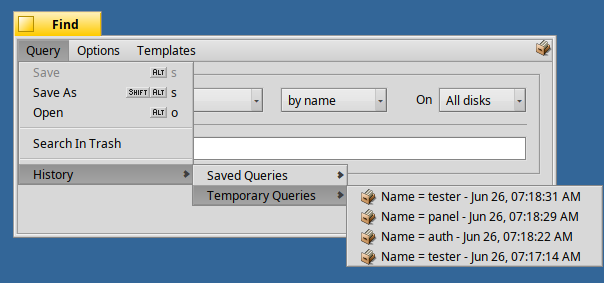 Find
Query Options Templates
Save ALT s
Save As SHIFT ALT s
Open ALT o
by name On All disks
Search In Trash
History
Saved Queries
Temporary Queries
Name = tester - Jun 26, 07:18:31 AM
Name = panel - Jun 26, 07:18:29 AM
Name = auth - Jun 26, 07:18:22 AM
Name = tester - Jun 26, 07:17:14 AM